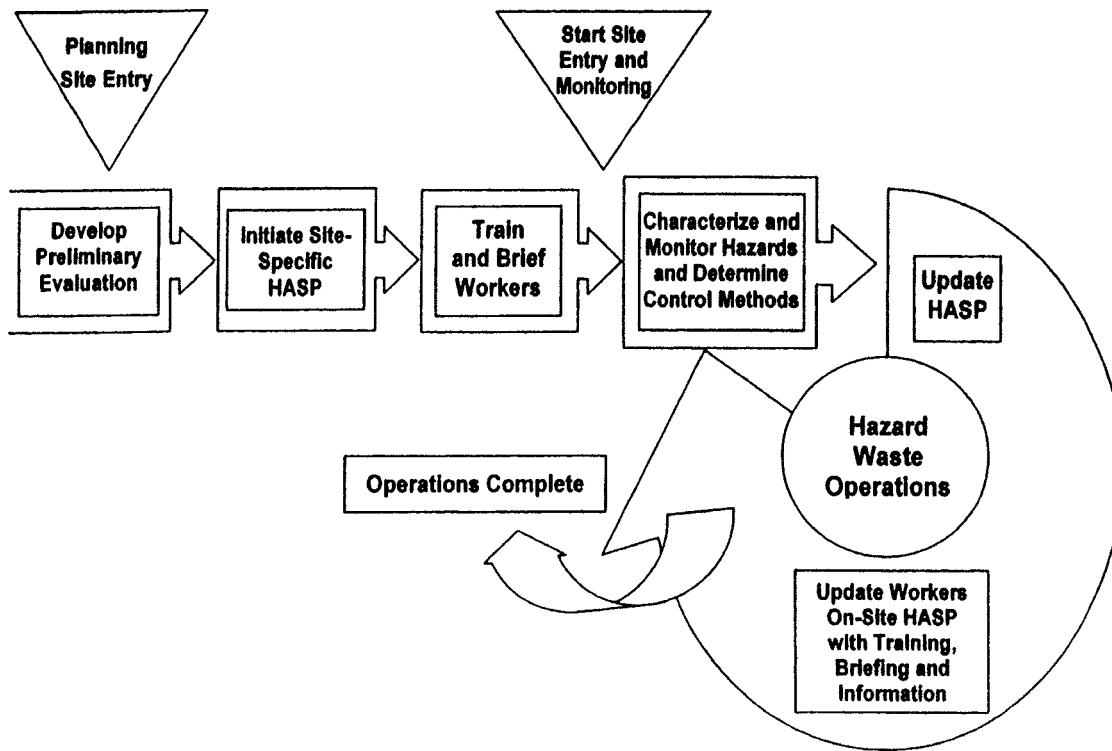 Planning
Site Entry
Start Site
Entry and
Monitoring
Develop
Preliminary
Evaluation
Initiate Site-
Specific
HASP
Train
and Brief
Workers
Characterize and
Monitor Hazards
and Determine
Control Methods
Update
HASP
Hazard
Waste
Operations
Operations Complete
Update Workers
On-Site HASP
with Training,
Briefing and
Information